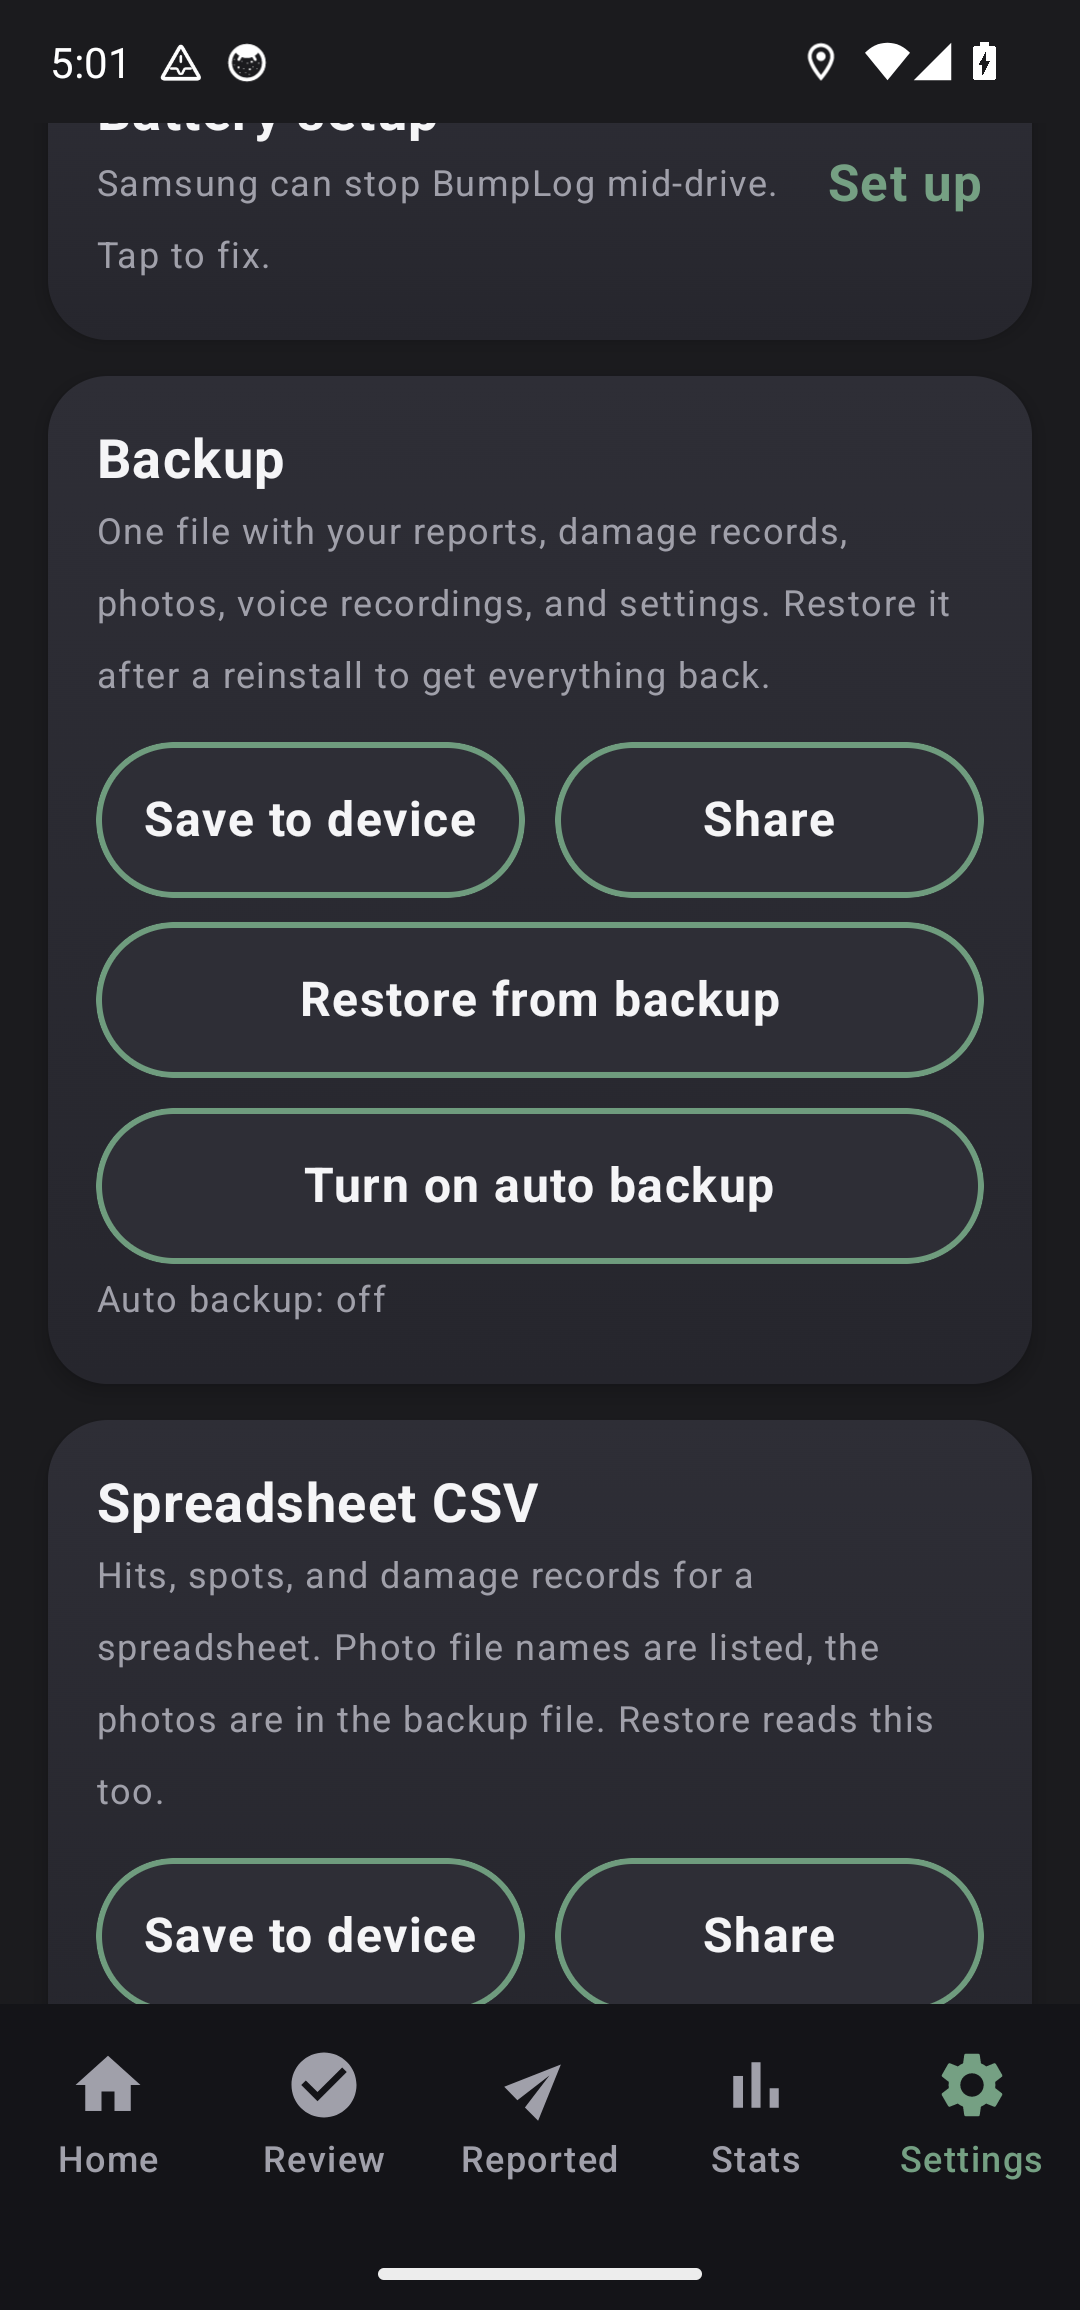 5:01
Battery setup
Samsung can stop BumpLog mid-drive.
Tap to fix.
Set up
Backup
One file with your reports, damage records,
photos, voice recordings, and settings. Restore it
after a reinstall to get everything back.
Save to device
Share
Restore from backup
Turn on auto backup
Auto backup: off
Spreadsheet CSV
Hits, spots, and damage records for a
spreadsheet. Photo file names are listed, the
photos are in the backup file. Restore reads this
too.
Save to device
Share
Home
Review
Reported
Stats
Settings